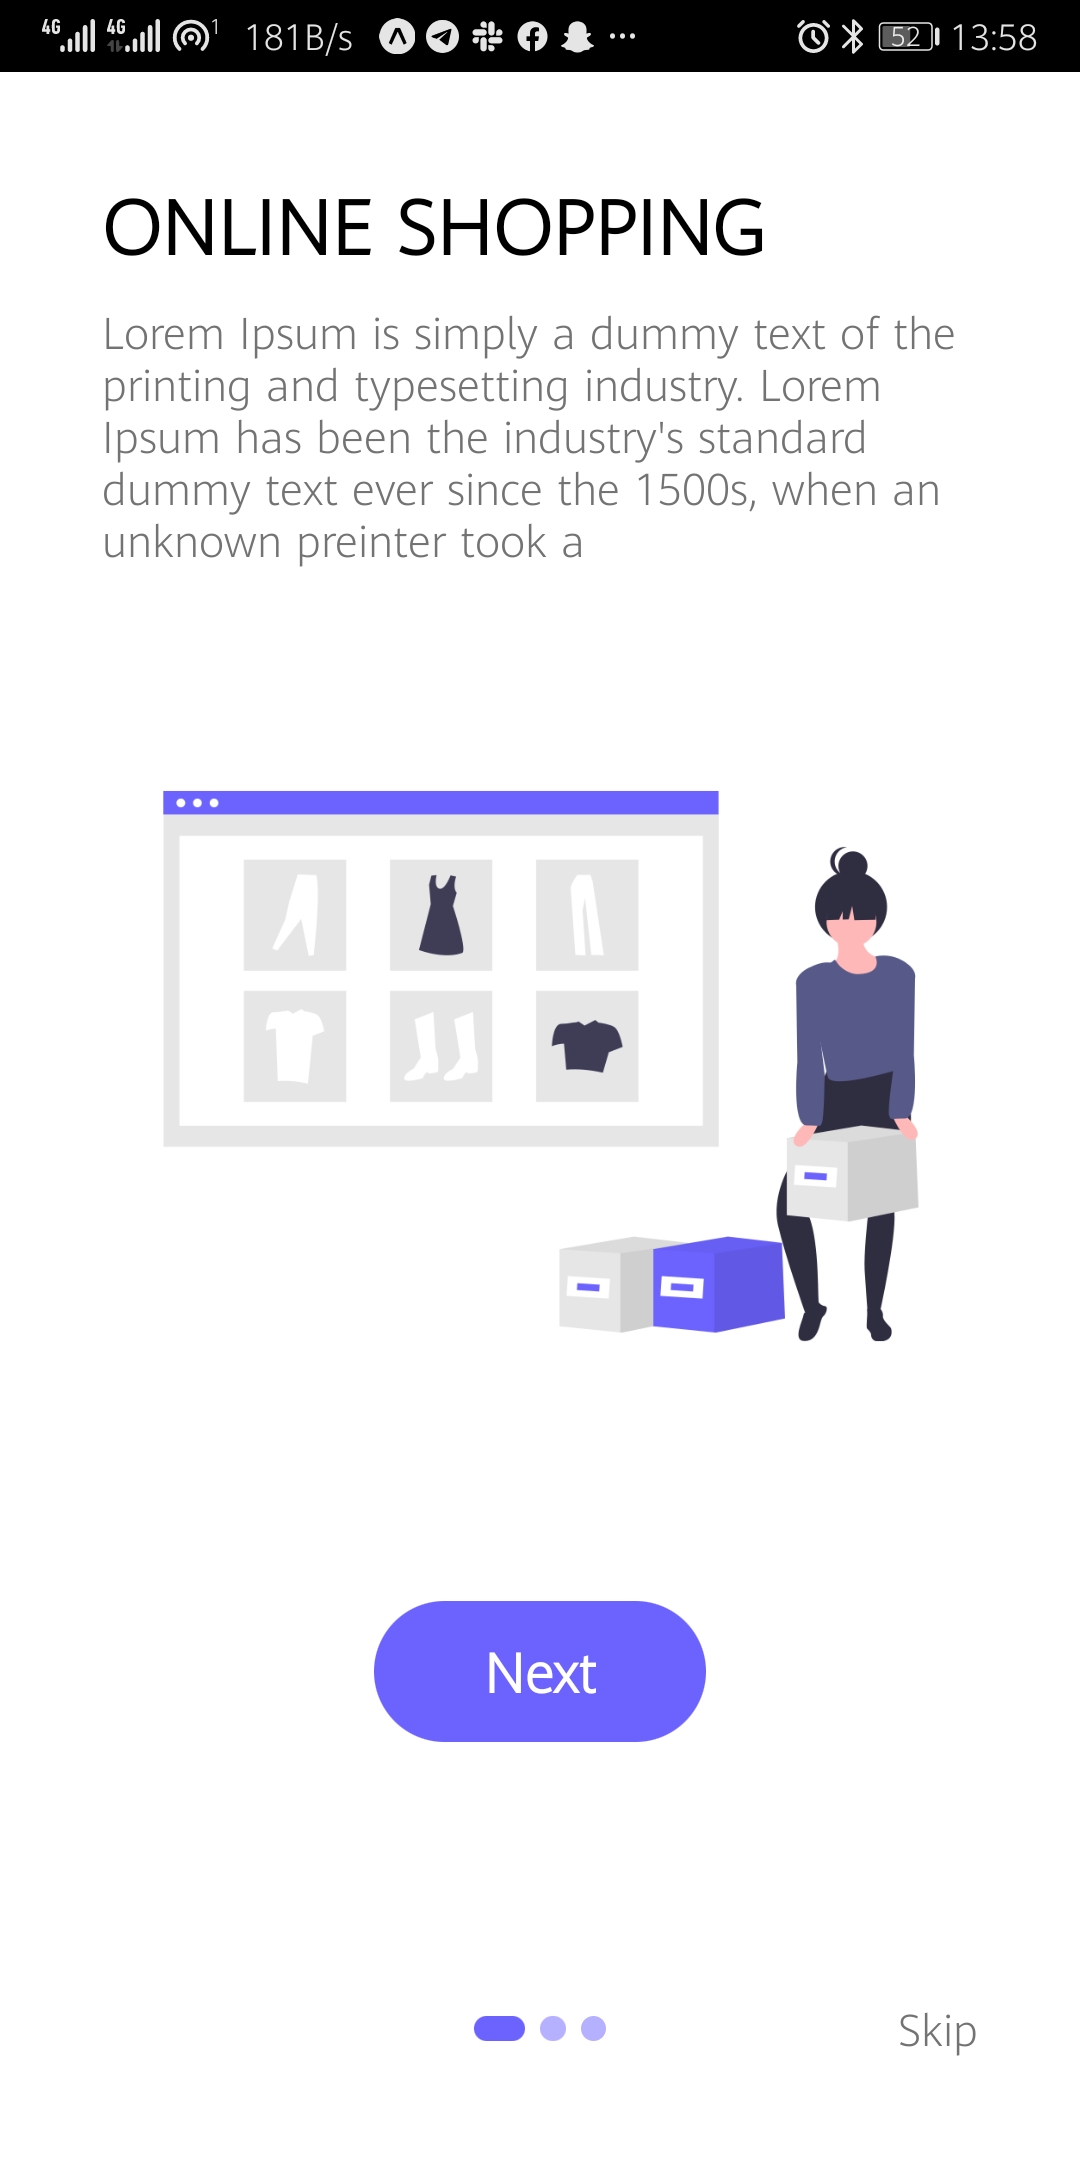 4G 4G 1 181B/s 52 13:58
ONLINE SHOPPING
Lorem Ipsum is simply a dummy text of the
printing and typesetting industry. Lorem
Ipsum has been the industry's standard
dummy text ever since the 1500s, when an
unknown preinter took a
Next
Skip